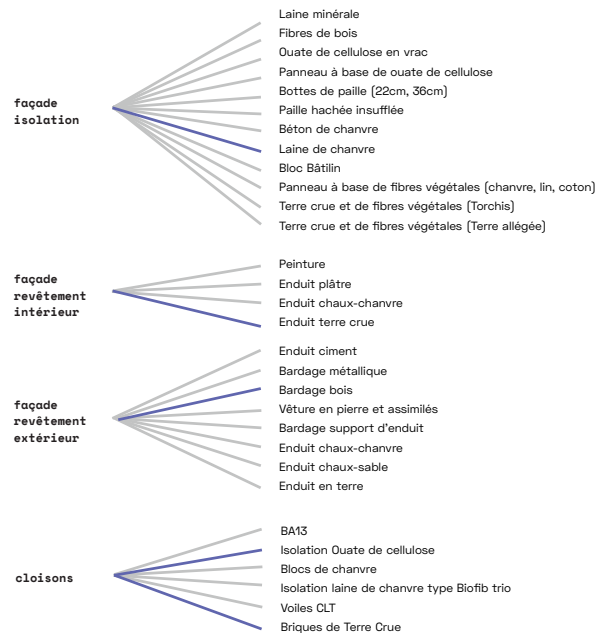 façade
isolation
Laine minérale
Fibres de bois
Ouate de cellulose en vrac
Panneau à base de ouate de cellulose
Bottes de paille (22cm, 36cm)
Paille hachée insufflée
Béton de chanvre
Laine de chanvre
Bloc Bâtilin
Panneau à base de fibres végétales (chanvre, lin, coton)
Terre crue et de fibres végétales (Torchis)
Terre crue et de fibres végétales (Terre allégée)
façade
revêtement
intérieur
Peinture
Enduit plâtre
Enduit chaux-chanvre
Enduit terre crue
façade
revêtement
extérieur
Enduit ciment
Bardage métallique
Bardage bois
Vêture en pierre et assimilés
Bardage support d'enduit
Enduit chaux-chanvre
Enduit chaux-sable
Enduit en terre
cloisons
BA13
Isolation Ouate de cellulose
Blocs de chanvre
Isolation laine de chanvre type Biofib trio
Voiles CLT
Briques de Terre Crue